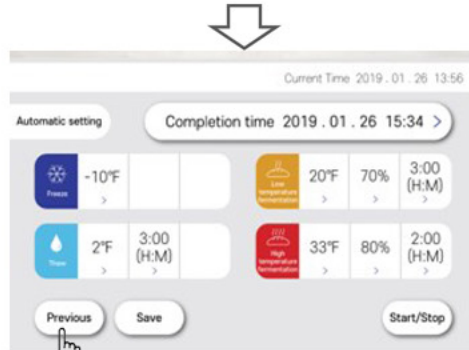 Current Time 2019 . 01 . 26 13:56
Automatic setting
Completion time 2019 . 01 . 26 15:34 >
Freeze
-10°F
>
Low temperature fermentation
20°F
>
70%
>
3:00
(H:M)
>
Thaw
2°F
>
3:00
(H:M)
>
High temperature fermentation
33°F
>
80%
>
2:00
(H:M)
>
Previous
Save
Start/Stop